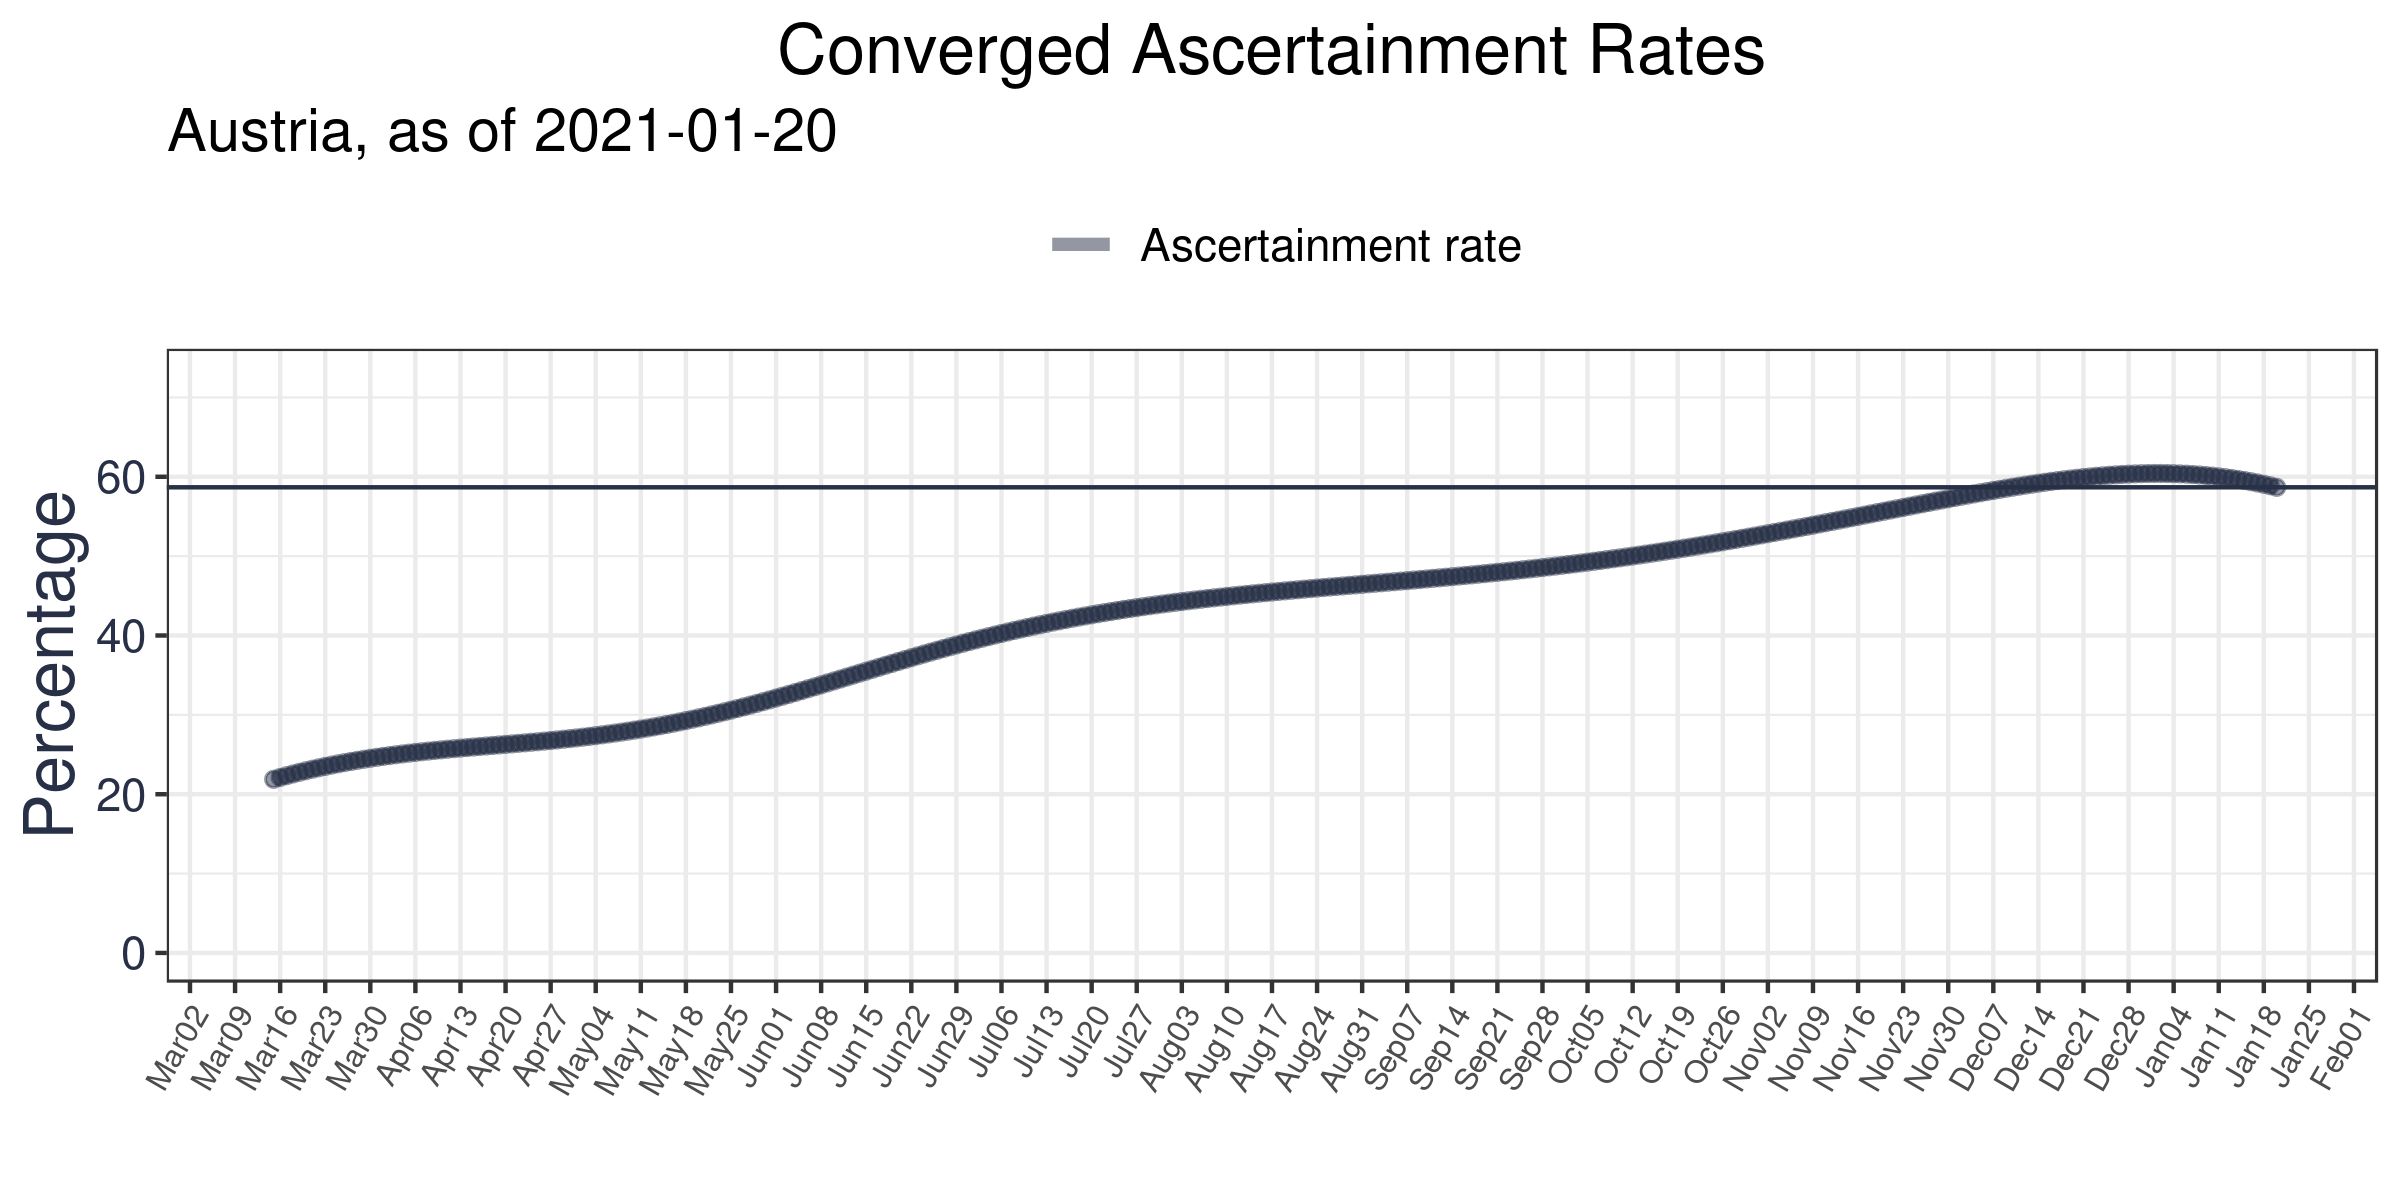 Converged Ascertainment Rates
Austria, as of 2021-01-20
Ascertainment rate
Percentage
60
40
20
0
Mar02 Mar09 Mar16 Mar23 Mar30 Apr06 Apr13 Apr20 Apr27 May04 May11 May18 May25 Jun01 Jun08 Jun15 Jun22 Jun29 Jul06 Jul13 Jul20 Jul27 Aug03 Aug10 Aug17 Aug24 Aug31 Sep07 Sep14 Sep21 Sep28 Oct05 Oct12 Oct19 Oct26 Nov02 Nov09 Nov16 Nov23 Nov30 Dec07 Dec14 Dec21 Dec28 Jan04 Jan11 Jan18 Jan25 Feb01